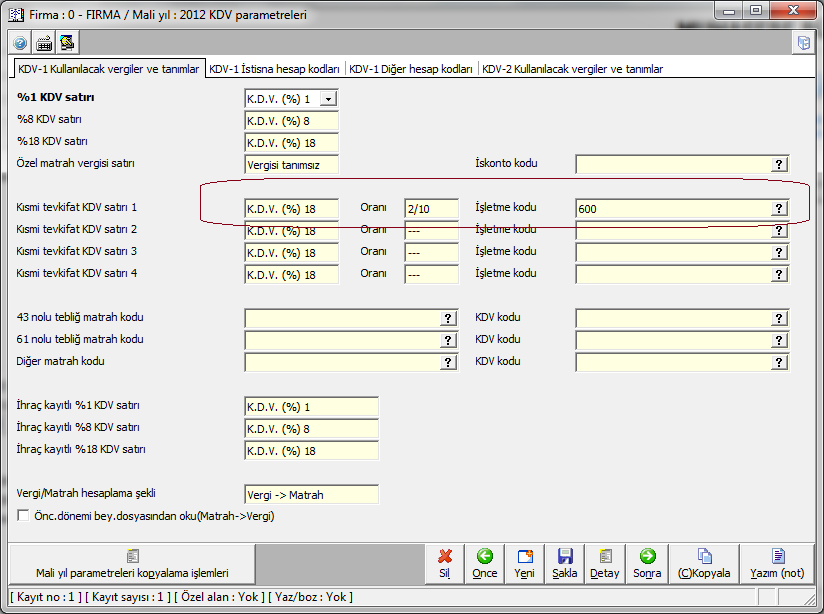 Firma : 0 - FIRMA / Mali yıl : 2012 KDV parametreleri
KDV-1 Kullanılacak vergiler ve tanımlar KDV-1 İstisna hesap kodları KDV-1 Diğer hesap kodları KDV-2 Kullanılacak vergiler ve tanımlar
%1 KDV satırı K.D.V. (%) 1
%8 KDV satırı K.D.V. (%) 8
%18 KDV satırı K.D.V. (%) 18
Özel matrah vergisi satırı Vergisi tanımsız İskonto kodu ?
Kısmi tevkifat KDV satırı 1 K.D.V. (%) 18 Oranı 2/10 İşletme kodu 600 ?
Kısmi tevkifat KDV satırı 2 K.D.V. (%) 18 Oranı --- İşletme kodu ?
Kısmi tevkifat KDV satırı 3 K.D.V. (%) 18 Oranı --- İşletme kodu ?
Kısmi tevkifat KDV satırı 4 K.D.V. (%) 18 Oranı --- İşletme kodu ?
43 nolu tebliğ matrah kodu ? KDV kodu ?
61 nolu tebliğ matrah kodu ? KDV kodu ?
Diğer matrah kodu ? KDV kodu ?
İhraç kayıtlı %1 KDV satırı K.D.V. (%) 1
İhraç kayıtlı %8 KDV satırı K.D.V. (%) 8
İhraç kayıtlı %18 KDV satırı K.D.V. (%) 18
Vergi/Matrah hesaplama şekli Vergi -> Matrah
Önc.dönemi bey.dosyasından oku(Matrah->Vergi)
Mali yıl parametreleri kopyalama işlemleri Sil Önce Yeni Sakla Detay Sonra (C)Kopyala Yazım (not)
[ Kayıt no : 1 ] [ Kayıt sayısı : 1 ] [ Özel alan : Yok ] [ Yaz/boz : Yok ]